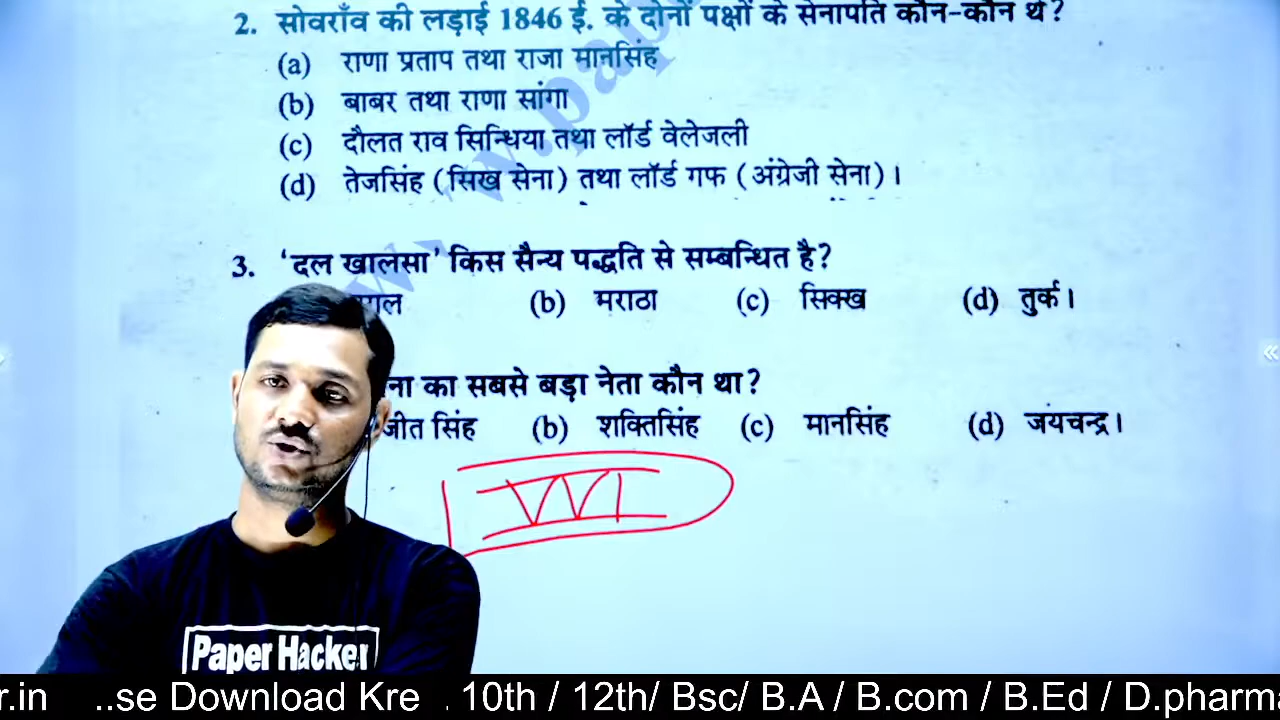 2. सोवराँव की लड़ाई 1846 ई. के दोनों पक्षों के सेनापति कौन-कौन थे?
(a) राणा प्रताप तथा राजा मानसिंह
(b) बाबर तथा राणा सांगा
(c) दौलत राव सिन्धिया तथा लॉर्ड वेलेजली
(d) तेजसिंह (सिख सेना) तथा लॉर्ड गफ (अंग्रेजी सेना)।
3. 'दल खालसा' किस सैन्य पद्धति से सम्बन्धित है?
(b) मराठा (c) सिक्ख (d) तुर्क।
का सबसे बड़ा नेता कौन था?
सिंह (b) शक्तिसिंह (c) मानसिंह (d) जयचन्द्र।
VVI
Paper Hacker
r.in ..se Download Kre . 10th / 12th/ Bsc/ B.A / B.com / B.Ed / D.pharma